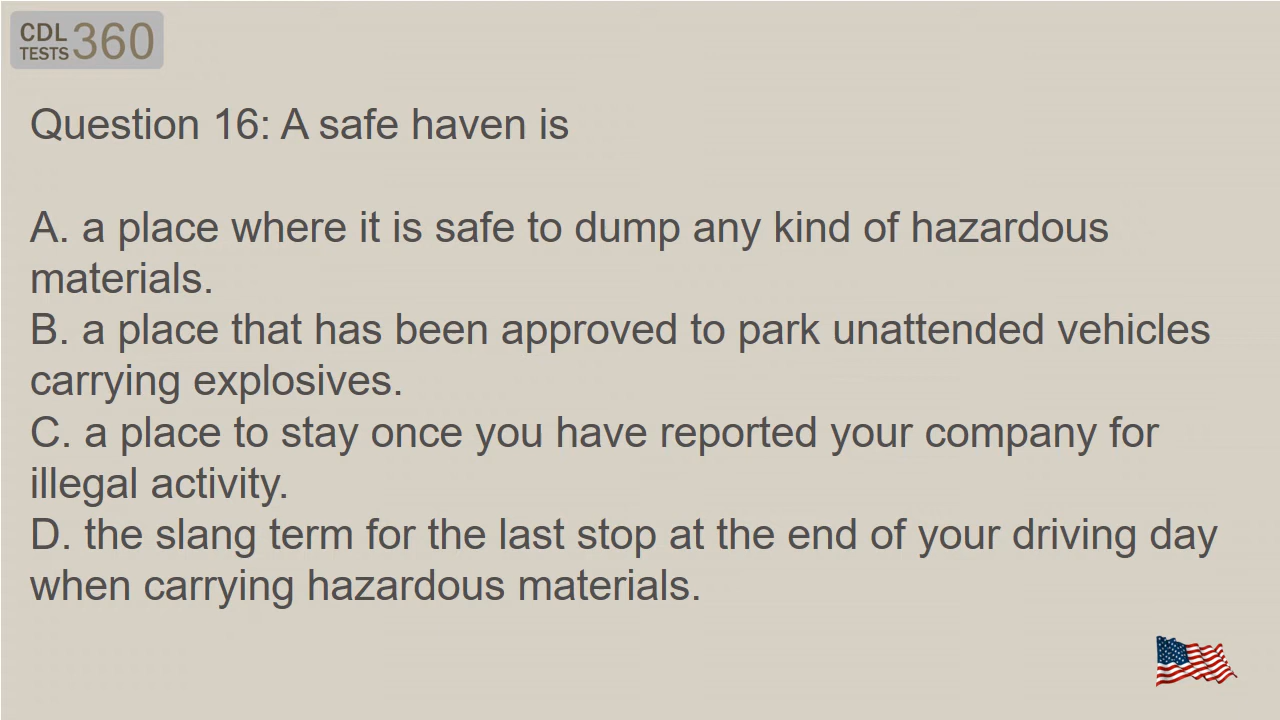 CDL
TESTS 360
Question 16: A safe haven is
A. a place where it is safe to dump any kind of hazardous
materials.
B. a place that has been approved to park unattended vehicles
carrying explosives.
C. a place to stay once you have reported your company for
illegal activity.
D. the slang term for the last stop at the end of your driving day
when carrying hazardous materials.